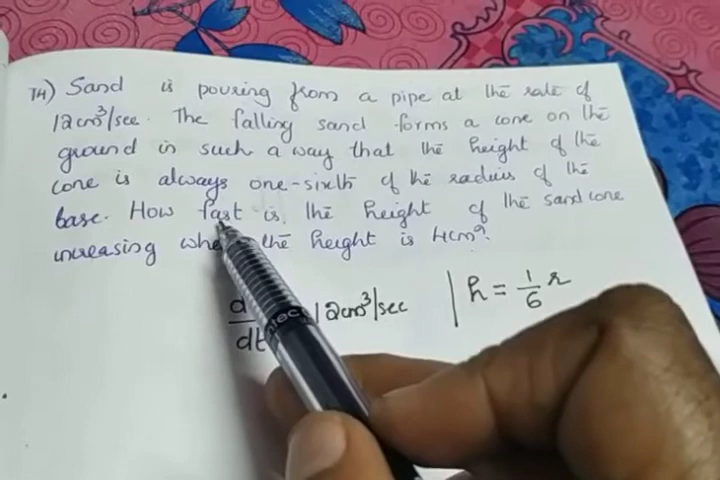 74) Sand is pouring from a pipe at the rate of
12cm³/sec. The falling sand forms a cone on the
ground in such a way that the height of the
cone is always one-sixth of the radius of the
base. How fast is the height of the sand cone
increasing the height is 4cm?
12cm³/sec | h = 1/6 r